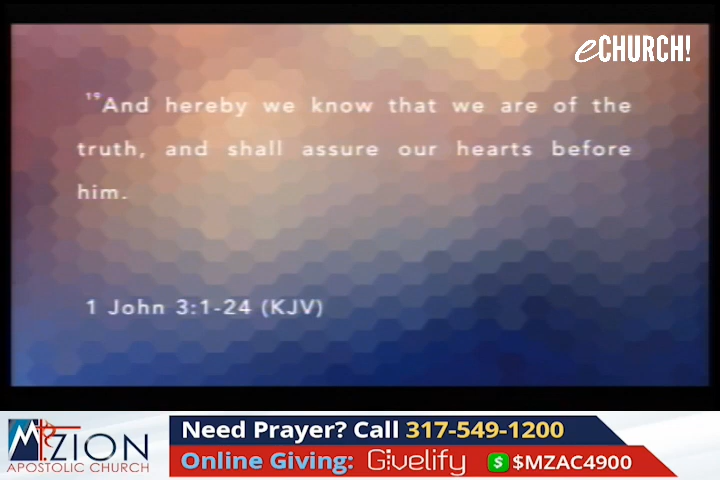 eCHURCH!
¹⁹And hereby we know that we are of the
truth, and shall assure our hearts before
him.
1 John 3:1-24 (KJV)
MT. ZION
APOSTOLIC CHURCH
Need Prayer? Call 317-549-1200
Online Giving: Givelify $ $MZAC4900